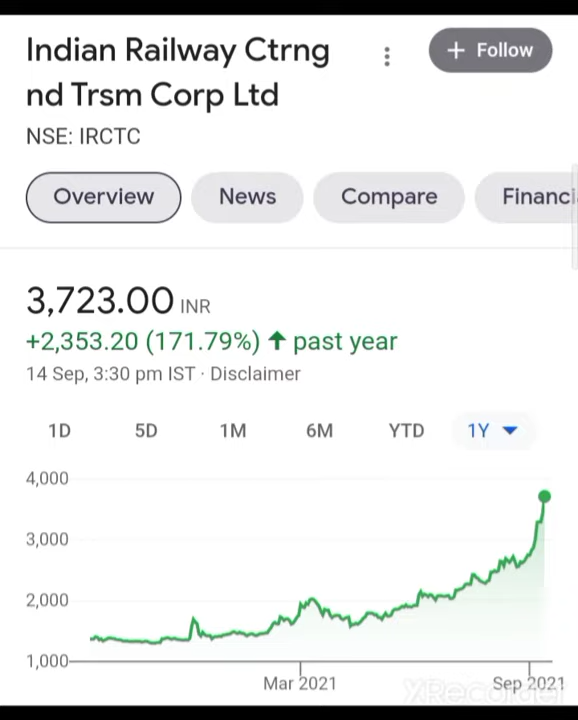 Indian Railway Ctrng
nd Trsm Corp Ltd
+ Follow
NSE: IRCTC
Overview
News
Compare
Financi
3,723.00 INR
+2,353.20 (171.79%) ↑ past year
14 Sep, 3:30 pm IST · Disclaimer
1D 5D 1M 6M YTD 1Y
4,000
3,000
2,000
1,000
Mar 2021 Sep 2021
XRecorder